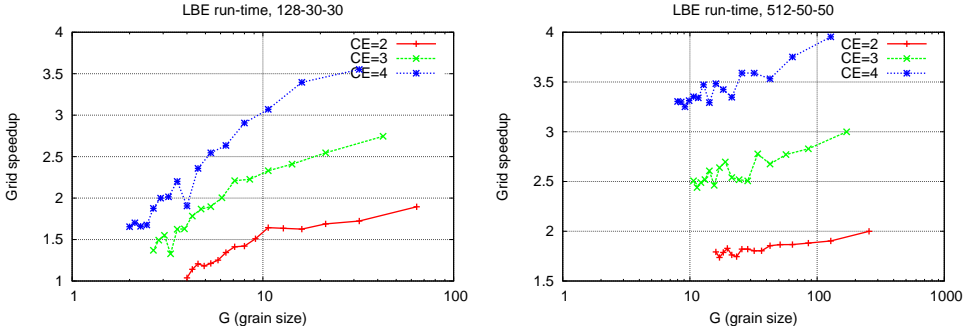 LBE run-time, 128-30-30
Grid speedup
4
3.5
3
2.5
2
1.5
1
1 10 100
G (grain size)
CE=2
CE=3
CE=4
LBE run-time, 512-50-50
Grid speedup
4
3.5
3
2.5
2
1.5
1 10 100 1000
G (grain size)
CE=2
CE=3
CE=4